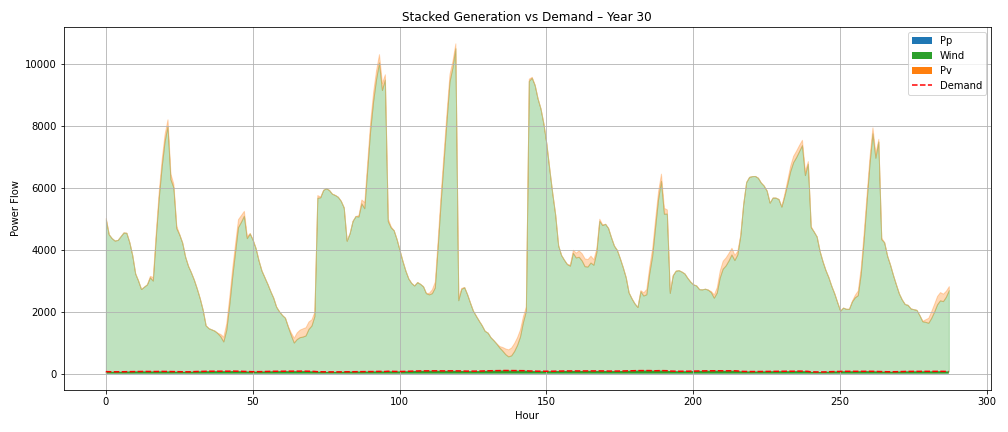 Stacked Generation vs Demand – Year 30
Pp
Wind
Pv
Demand
Power Flow
10000
8000
6000
4000
2000
0
0 50 100 150 200 250 300
Hour